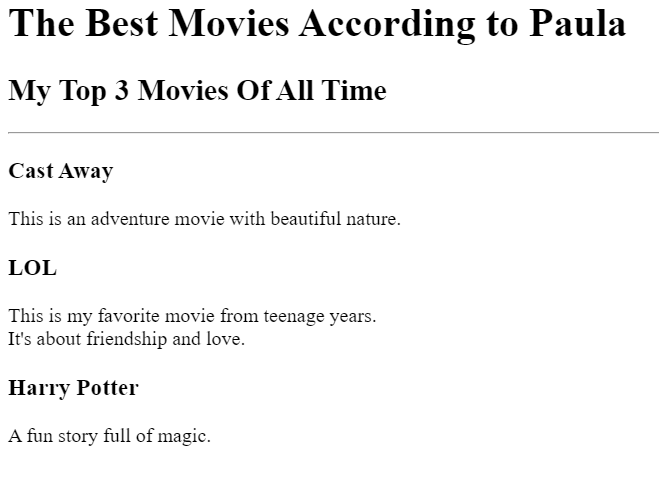 The Best Movies According to Paula
My Top 3 Movies Of All Time
Cast Away
This is an adventure movie with beautiful nature.
LOL
This is my favorite movie from teenage years.
It's about friendship and love.
Harry Potter
A fun story full of magic.